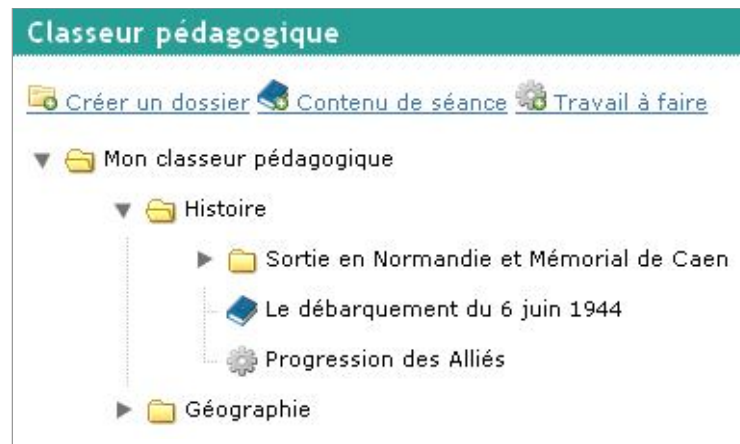 Classeur pédagogique
Créer un dossier Contenu de séance Travail à faire
Mon classeur pédagogique
Histoire
Sortie en Normandie et Mémorial de Caen
Le débarquement du 6 juin 1944
Progression des Alliés
Géographie